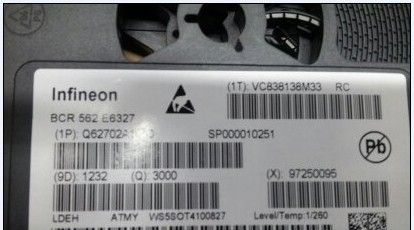 Infineon
(1T): VC838138M33 RC
BCR 562 E6327
(1P): SP000010251
Pb
(9D): 1232 (Q): 3000 (X): 97250095
LDEH ATMY WS5SOT4100827 Level/Temp:1/260